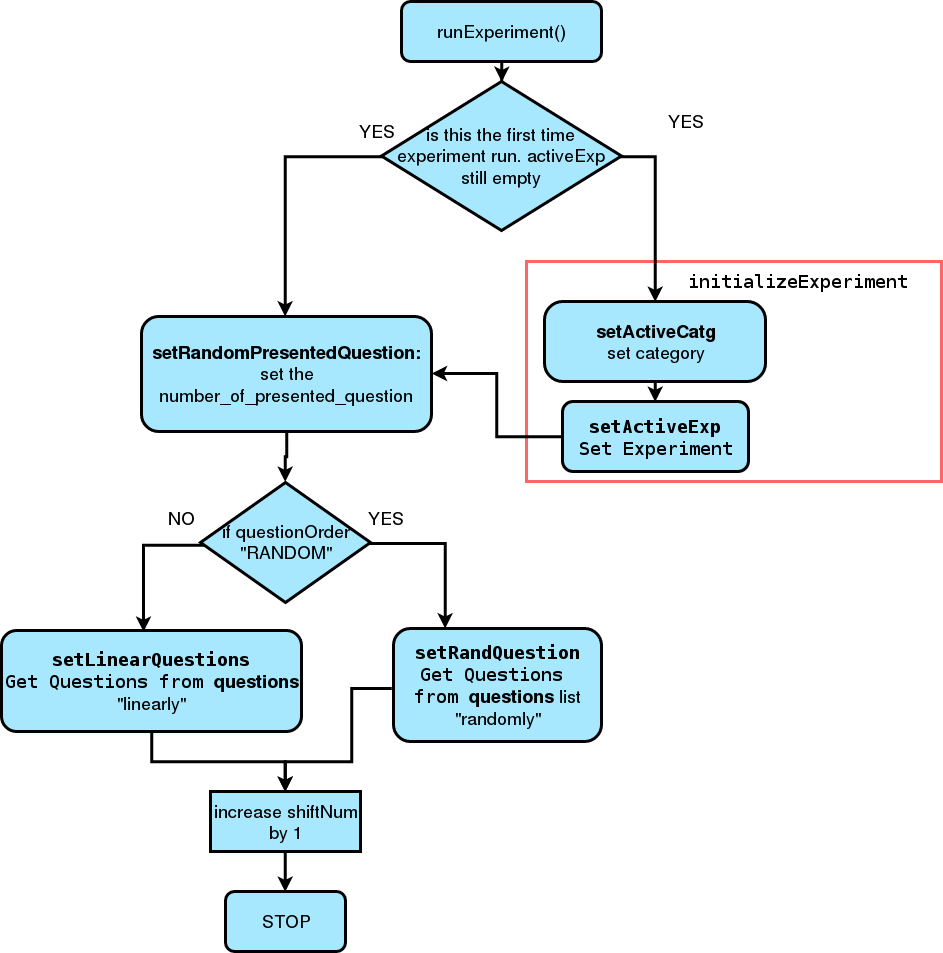 runExperiment()
YES
YES
is this the first time
experiment run. activeExp
still empty
initializeExperiment
setActiveCatg
set category
setActiveExp
Set Experiment
setRandomPresentedQuestion:
set the
number_of_presented_question
NO
YES
if questionOrder
"RANDOM"
setLinearQuestions
Get Questions from questions
"linearly"
setRandQuestion
Get Questions
from questions list
"randomly"
increase shiftNum
by 1
STOP